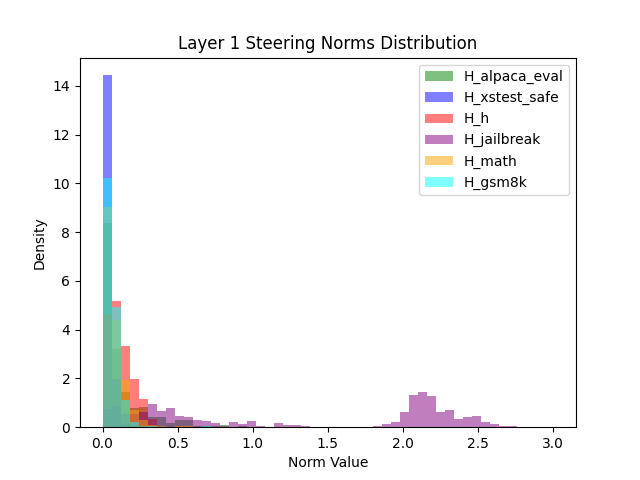 Layer 1 Steering Norms Distribution
H_alpaca_eval
H_xstest_safe
H_h
H_jailbreak
H_math
H_gsm8k
Density
14
12
10
8
6
4
2
0
0.0 0.5 1.0 1.5 2.0 2.5 3.0
Norm Value